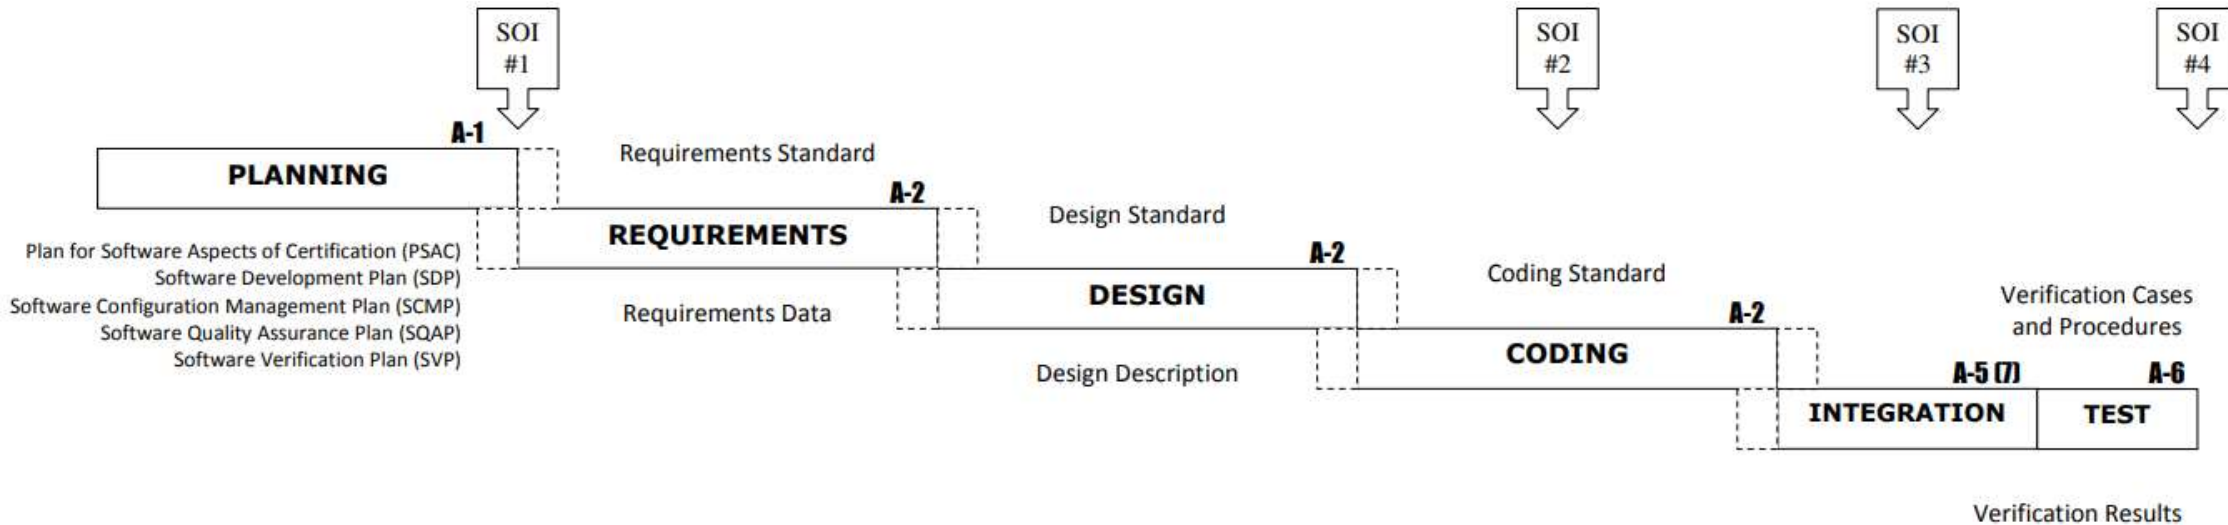 SOI
#1
SOI
#2
SOI
#3
SOI
#4
A-1
PLANNING
Requirements Standard
A-2
REQUIREMENTS
Design Standard
Plan for Software Aspects of Certification (PSAC)
Software Development Plan (SDP)
Software Configuration Management Plan (SCMP)
Software Quality Assurance Plan (SQAP)
Software Verification Plan (SVP)
A-2
DESIGN
Coding Standard
Requirements Data
A-2
CODING
Verification Cases
and Procedures
Design Description
A-5 (7)
A-6
INTEGRATION
TEST
Verification Results